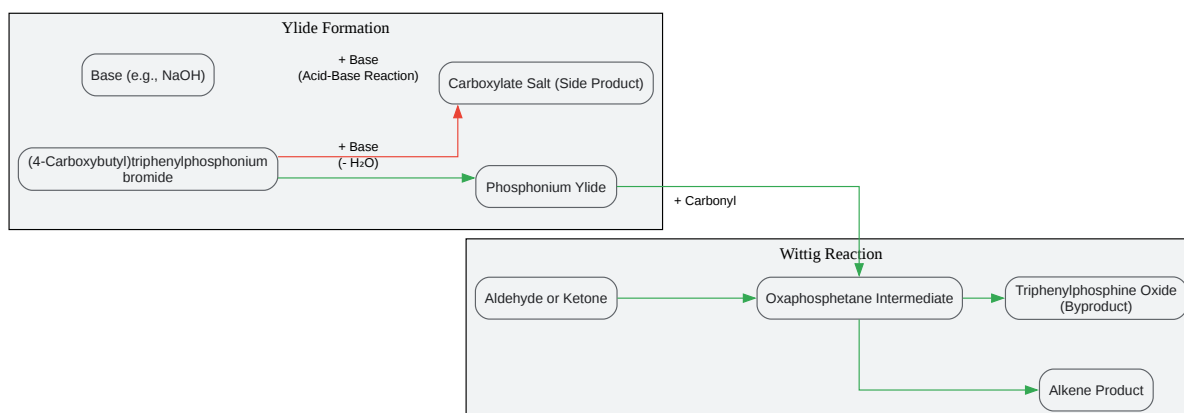 Ylide Formation
Base (e.g., NaOH)
+ Base
(Acid-Base Reaction)
Carboxylate Salt (Side Product)
(4-Carboxybutyl)triphenylphosphonium
bromide
+ Base
(- H₂O)
Phosphonium Ylide
+ Carbonyl
Wittig Reaction
Aldehyde or Ketone
Oxaphosphetane Intermediate
Triphenylphosphine Oxide
(Byproduct)
Alkene Product